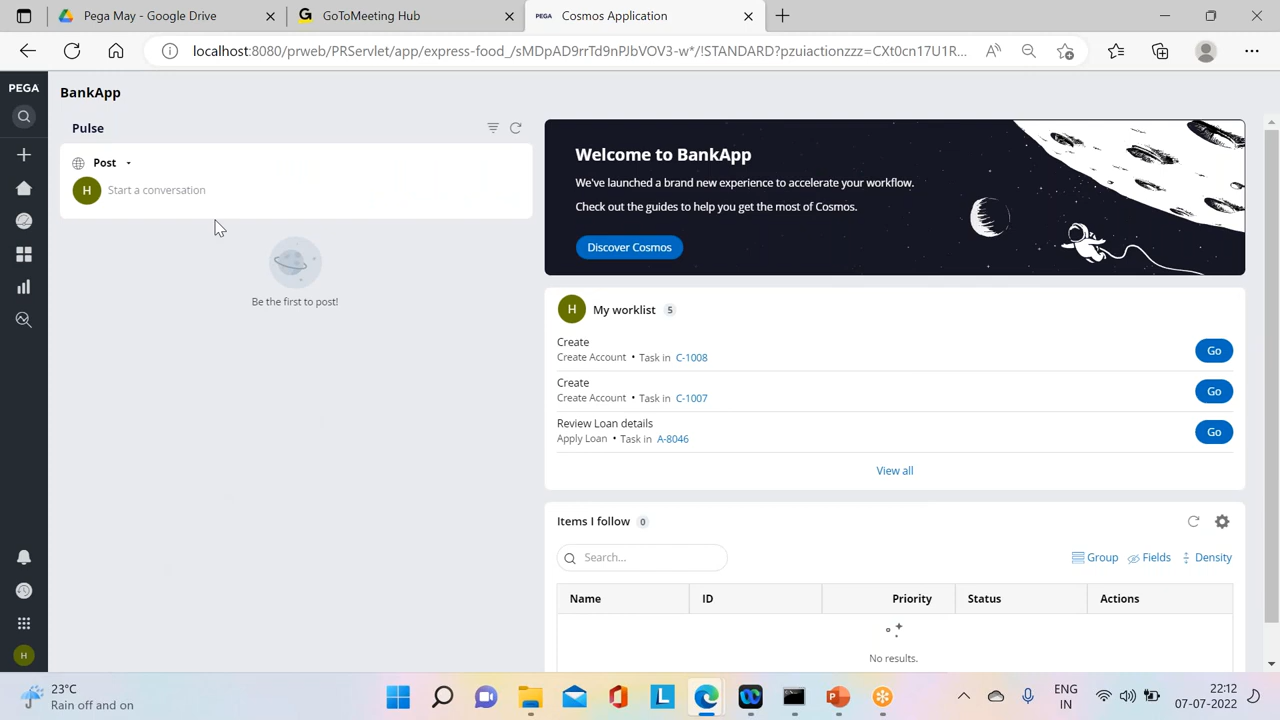 Pega May - Google Drive
GoToMeeting Hub
PEGA Cosmos Application
localhost:8080/prweb/PRServlet/app/express-food_/sMDpAD9rrTd9nPJbVOV3-w*/!STANDARD?pzuiactionzzz=CXt0cn17U1R...
PEGA
BankApp
Pulse
Post
H
Start a conversation
Be the first to post!
Welcome to BankApp
We've launched a brand new experience to accelerate your workflow.
Check out the guides to help you get the most of Cosmos.
Discover Cosmos
H My worklist 5
Create
Create Account • Task in C-1008
Go
Create
Create Account • Task in C-1007
Go
Review Loan details
Apply Loan • Task in A-8046
Go
View all
Items I follow 0
Search...
Group Fields Density
Name ID Priority Status Actions
No results.
H
23°C
Rain off and on
L
ENG
IN
22:12
07-07-2022